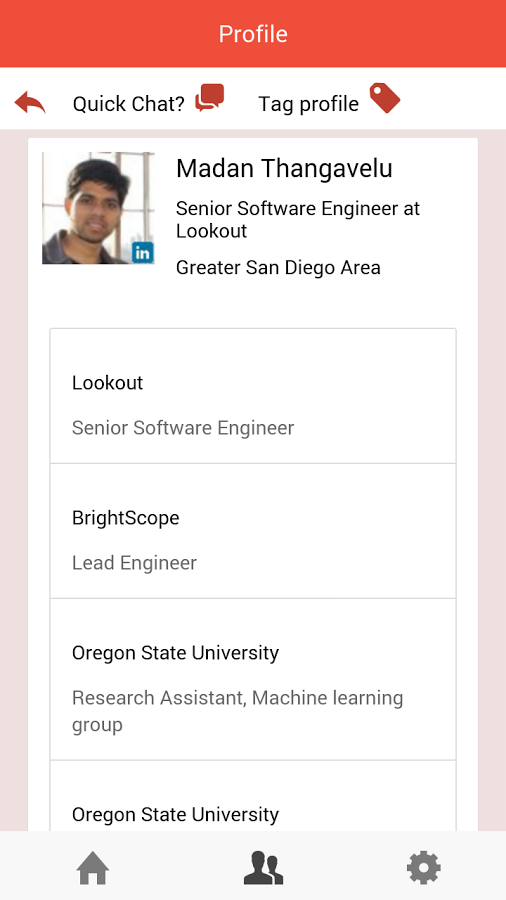 Profile
Quick Chat?
Tag profile
Madan Thangavelu
Senior Software Engineer at
Lookout
Greater San Diego Area
in
Lookout
Senior Software Engineer
BrightScope
Lead Engineer
Oregon State University
Research Assistant, Machine learning
group
Oregon State University